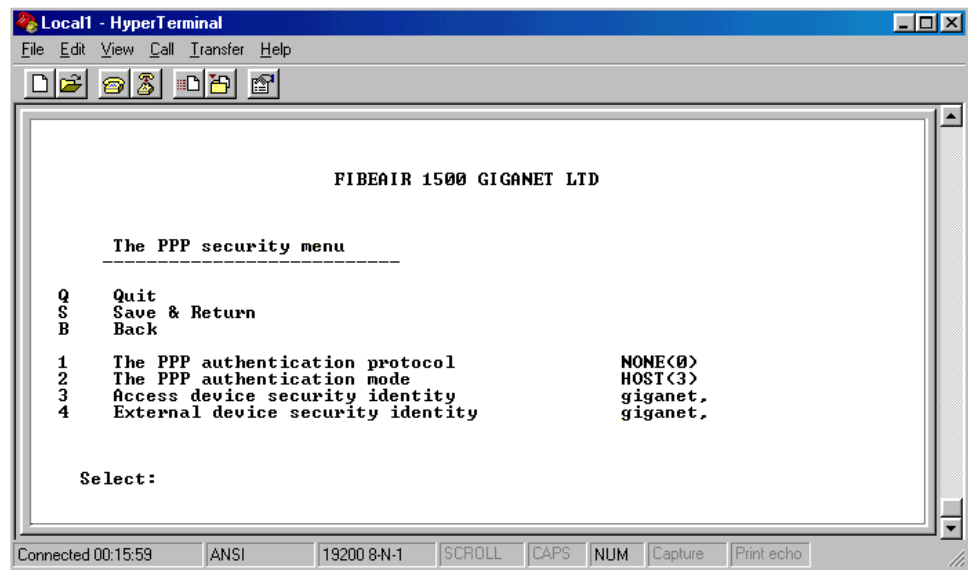 Local1 - HyperTerminal
File Edit View Call Transfer Help
FIBEAIR 1500 GIGANET LTD
The PPP security menu
---------------------------
Q Quit
S Save & Return
B Back
1 The PPP authentication protocol NONE(0)
2 The PPP authentication mode HOST(3)
3 Access device security identity giganet,
4 External device security identity giganet,
Select:
Connected 00:15:59 ANSI 19200 8-N-1 SCROLL CAPS NUM Capture Print echo